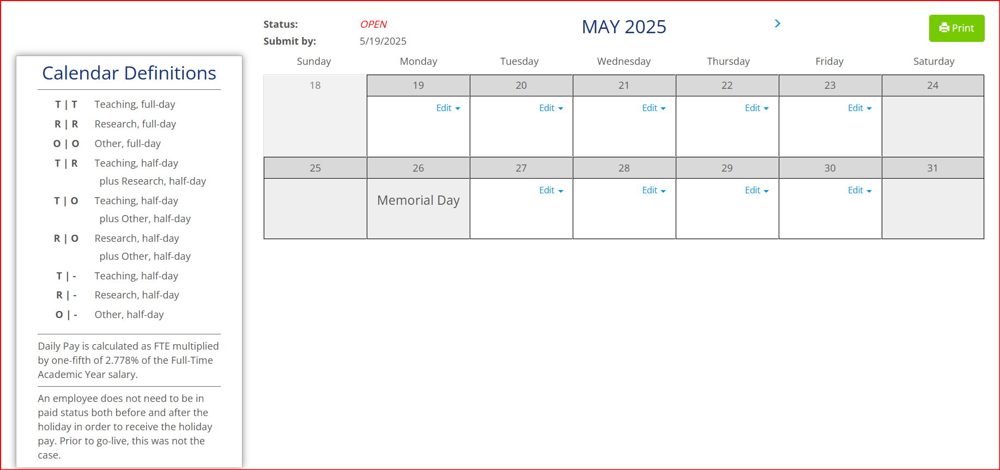 Status: OPEN
Submit by: 5/19/2025
MAY 2025
Print
Calendar Definitions
T | T Teaching, full-day
R | R Research, full-day
O | O Other, full-day
T | R Teaching, half-day
plus Research, half-day
T | O Teaching, half-day
plus Other, half-day
R | O Research, half-day
plus Other, half-day
T | - Teaching, half-day
R | - Research, half-day
O | - Other, half-day
Daily Pay is calculated as FTE multiplied
by one-fifth of 2.778% of the Full-Time
Academic Year salary.
An employee does not need to be in
paid status both before and after the
holiday in order to receive the holiday
pay. Prior to go-live, this was not the
case.
Sunday Monday Tuesday Wednesday Thursday Friday Saturday
18 19 20 21 22 23 24
Edit Edit Edit Edit Edit
25 26 27 28 29 30 31
Edit Edit Edit Edit
Memorial Day